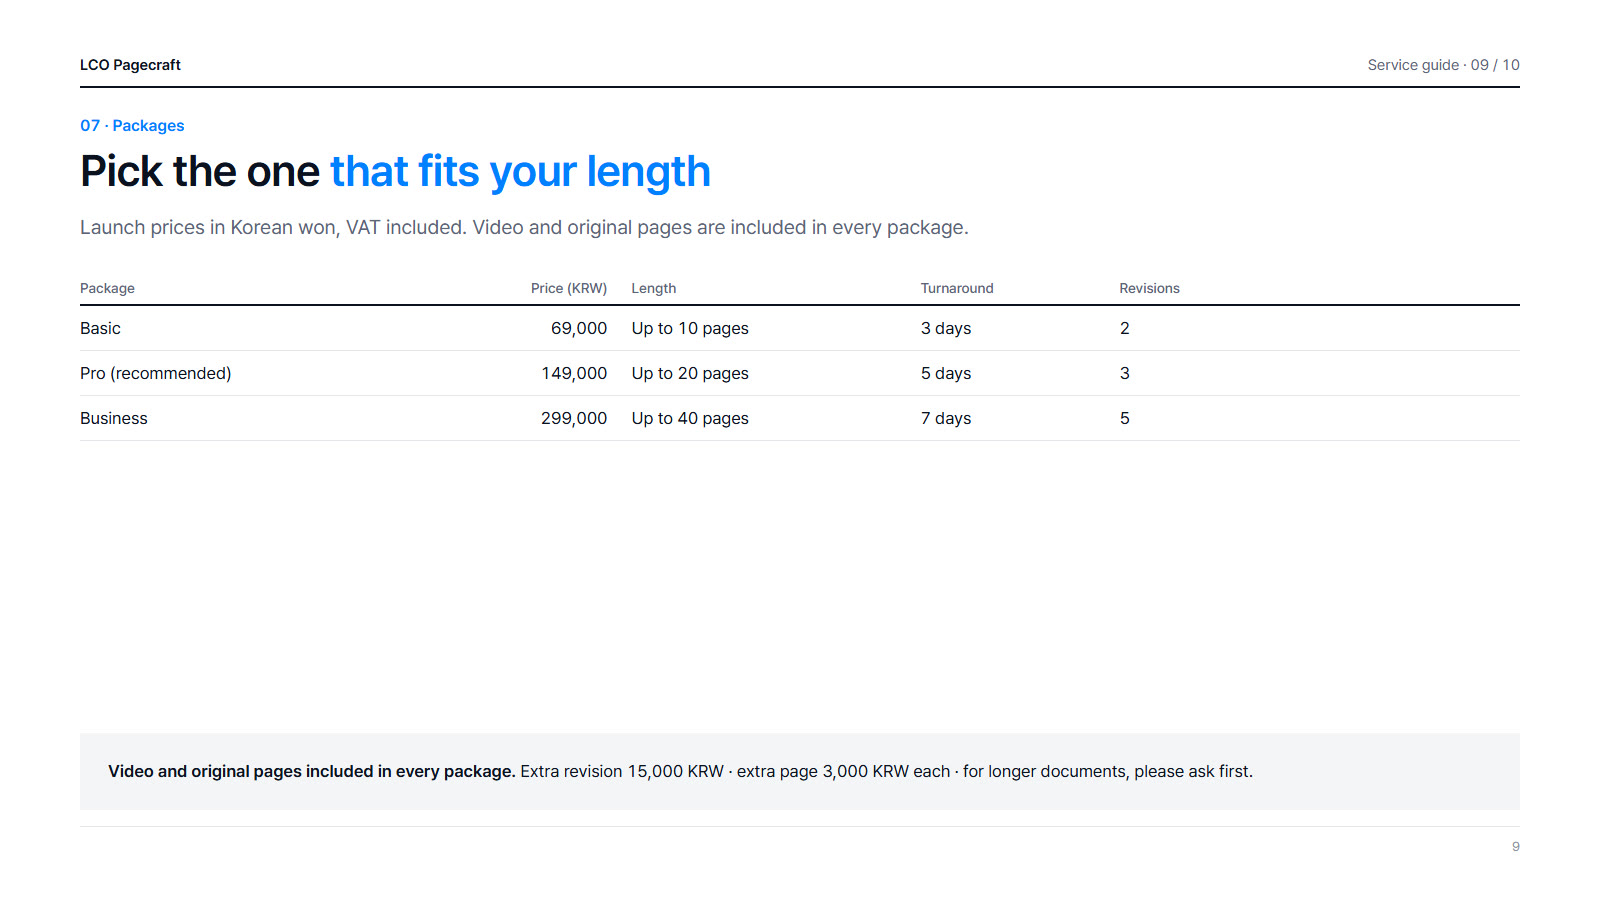 LCO Pagecraft
Service guide · 09 / 10
07 · Packages
Pick the one that fits your length
Launch prices in Korean won, VAT included. Video and original pages are included in every package.
Package Price (KRW) Length Turnaround Revisions
Basic 69,000 Up to 10 pages 3 days 2
Pro (recommended) 149,000 Up to 20 pages 5 days 3
Business 299,000 Up to 40 pages 7 days 5
Video and original pages included in every package. Extra revision 15,000 KRW · extra page 3,000 KRW each · for longer documents, please ask first.
9